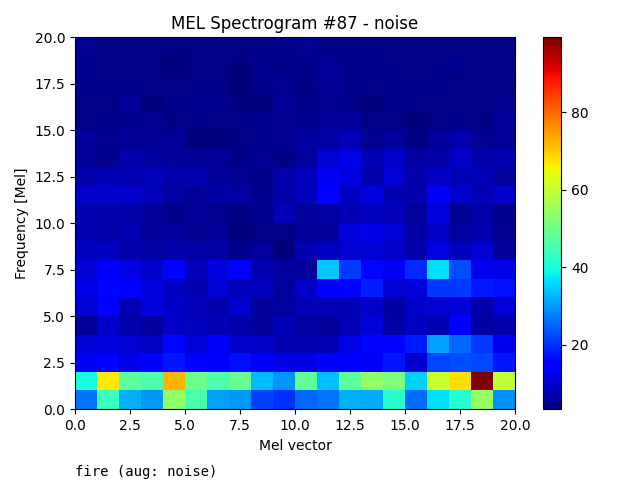 MEL Spectrogram #87 - noise
20.0
17.5
15.0
12.5
10.0
7.5
5.0
2.5
0.0
Frequency [Mel]
0.0 2.5 5.0 7.5 10.0 12.5 15.0 17.5 20.0
Mel vector
80
60
40
20
fire (aug: noise)